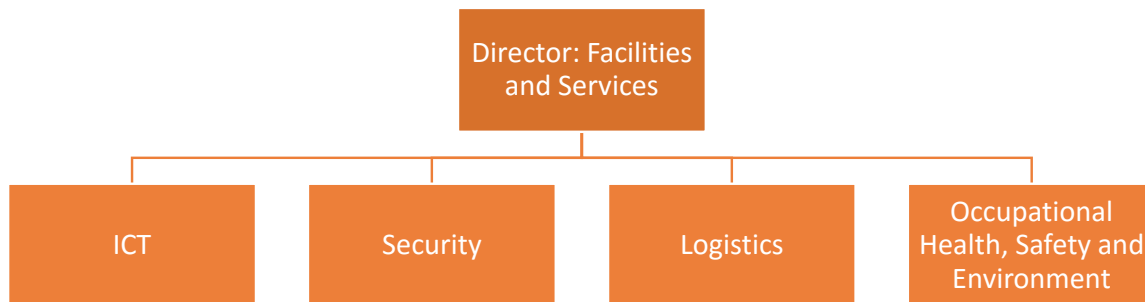 Director: Facilities
and Services
ICT
Security
Logistics
Occupational
Health, Safety and
Environment